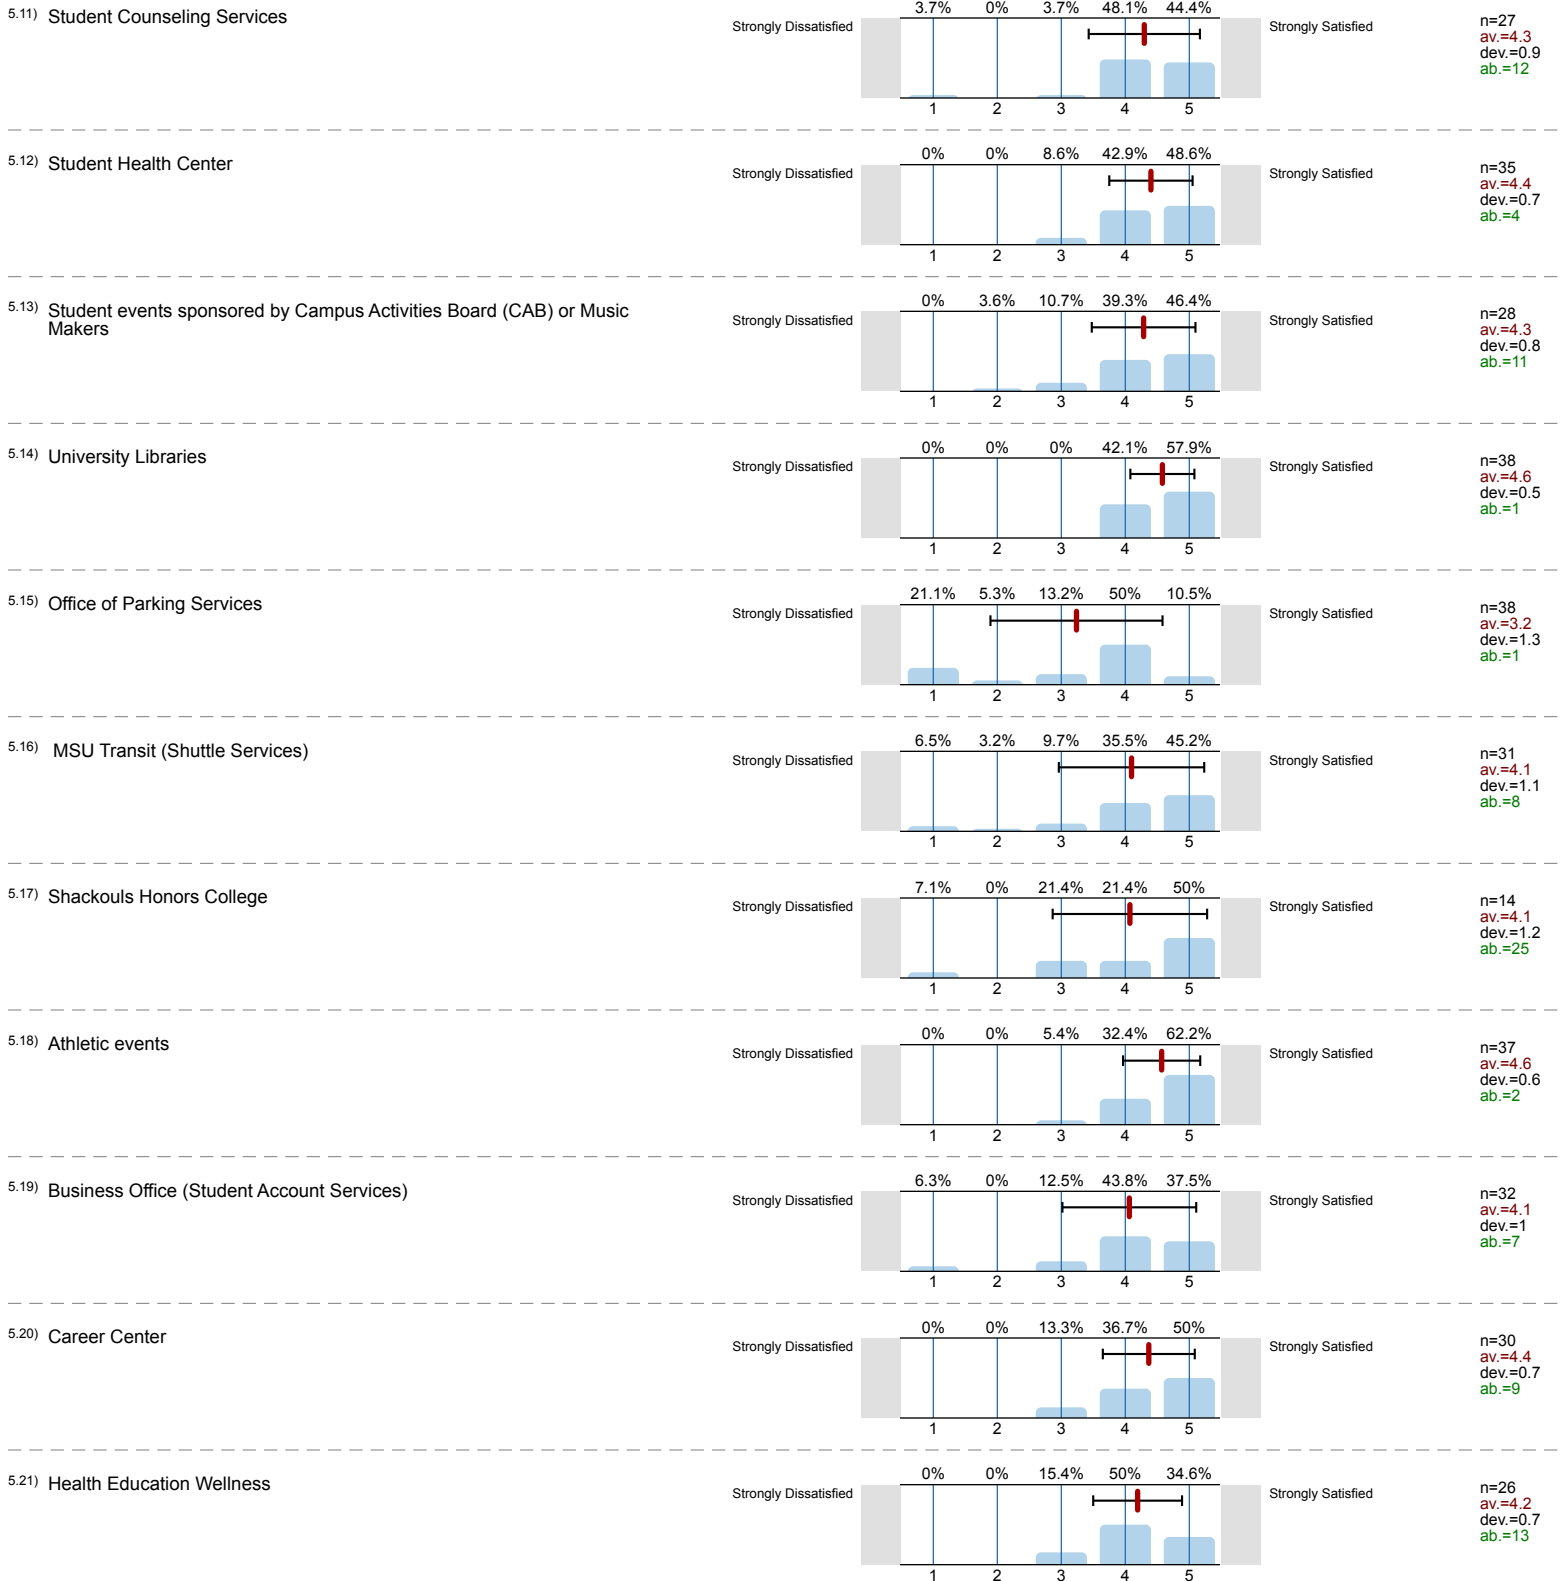 5.11) Student Counseling Services
3.7% 0% 3.7% 48.1% 44.4%
Strongly Dissatisfied
Strongly Satisfied
n=27
av.=4.3
dev.=0.9
ab.=12
1 2 3 4 5
5.12) Student Health Center
0% 0% 8.6% 42.9% 48.6%
Strongly Dissatisfied
Strongly Satisfied
n=35
av.=4.4
dev.=0.7
ab.=4
1 2 3 4 5
5.13) Student events sponsored by Campus Activities Board (CAB) or Music
Makers
0% 3.6% 10.7% 39.3% 46.4%
Strongly Dissatisfied
Strongly Satisfied
n=28
av.=4.3
dev.=0.8
ab.=11
1 2 3 4 5
5.14) University Libraries
0% 0% 0% 42.1% 57.9%
Strongly Dissatisfied
Strongly Satisfied
n=38
av.=4.6
dev.=0.5
ab.=1
1 2 3 4 5
5.15) Office of Parking Services
21.1% 5.3% 13.2% 50% 10.5%
Strongly Dissatisfied
Strongly Satisfied
n=38
av.=3.2
dev.=1.3
ab.=1
1 2 3 4 5
5.16) MSU Transit (Shuttle Services)
6.5% 3.2% 9.7% 35.5% 45.2%
Strongly Dissatisfied
Strongly Satisfied
n=31
av.=4.1
dev.=1.1
ab.=8
1 2 3 4 5
5.17) Shackouls Honors College
7.1% 0% 21.4% 21.4% 50%
Strongly Dissatisfied
Strongly Satisfied
n=14
av.=4.1
dev.=1.2
ab.=25
1 2 3 4 5
5.18) Athletic events
0% 0% 5.4% 32.4% 62.2%
Strongly Dissatisfied
Strongly Satisfied
n=37
av.=4.6
dev.=0.6
ab.=2
1 2 3 4 5
5.19) Business Office (Student Account Services)
6.3% 0% 12.5% 43.8% 37.5%
Strongly Dissatisfied
Strongly Satisfied
n=32
av.=4.1
dev.=1
ab.=7
1 2 3 4 5
5.20) Career Center
0% 0% 13.3% 36.7% 50%
Strongly Dissatisfied
Strongly Satisfied
n=30
av.=4.4
dev.=0.7
ab.=9
1 2 3 4 5
5.21) Health Education Wellness
0% 0% 15.4% 50% 34.6%
Strongly Dissatisfied
Strongly Satisfied
n=26
av.=4.2
dev.=0.7
ab.=13
1 2 3 4 5